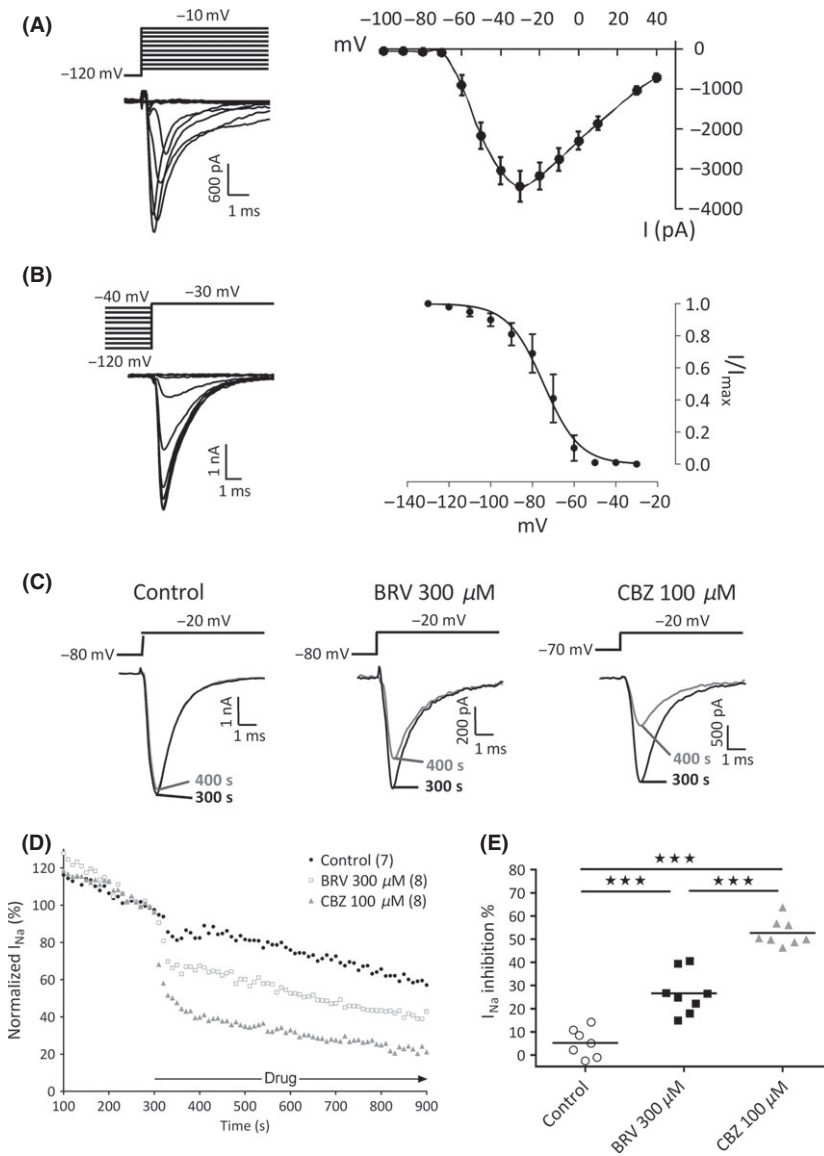 (A)
−10 mV
−120 mV
600 pA
1 ms
−100 −80 −60 −40 −20 0 20 40
mV
0
−1000
−2000
−3000
−4000
I (pA)
(B)
−40 mV
−30 mV
−120 mV
1 nA
1 ms
1.0
0.8
0.6
0.4
0.2
0.0
I/Imax
−140 −120 −100 −80 −60 −40 −20
mV
(C)
Control
−20 mV
−80 mV
1 nA
1 ms
400 s
300 s
BRV 300 µM
−20 mV
−80 mV
200 pA
1 ms
400 s
300 s
CBZ 100 µM
−20 mV
−70 mV
500 pA
1 ms
400 s
300 s
(D)
Normalized INa (%)
120
100
80
60
40
20
0
Control (7)
BRV 300 µM (8)
CBZ 100 µM (8)
Drug
100 200 300 400 500 600 700 800 900
Time (s)
(E)
INa inhibition %
80
70
60
50
40
30
20
10
0
★★★
★★★ ★★★
Control
BRV 300 µM
CBZ 100 µM